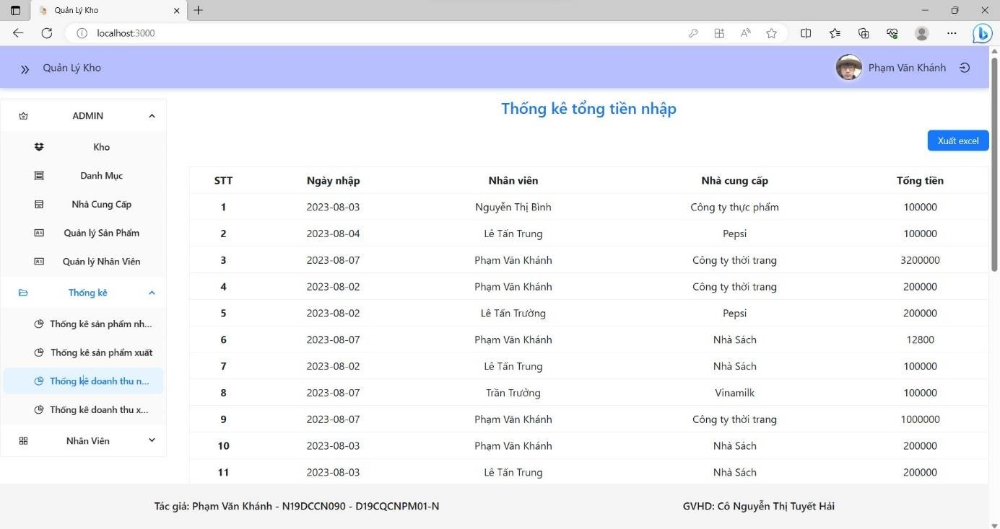 Quản Lý Kho
localhost:3000
Quản Lý Kho
Phạm Văn Khánh
ADMIN
Kho
Danh Mục
Nhà Cung Cấp
Quản lý Sản Phẩm
Quản lý Nhân Viên
Thống kê
Thống kê sản phẩm nh...
Thống kê sản phẩm xuất
Thống kê doanh thu n...
Thống kê doanh thu x...
Nhân Viên
Thống kê tổng tiền nhập
Xuất excel
STT Ngày nhập Nhân viên Nhà cung cấp Tổng tiền
1 2023-08-03 Nguyễn Thị Bình Công ty thực phẩm 100000
2 2023-08-04 Lê Tấn Trung Pepsi 100000
3 2023-08-07 Phạm Văn Khánh Công ty thời trang 3200000
4 2023-08-02 Phạm Văn Khánh Công ty thời trang 200000
5 2023-08-02 Lê Tấn Trường Pepsi 200000
6 2023-08-07 Phạm Văn Khánh Nhà Sách 12800
7 2023-08-02 Lê Tấn Trung Nhà Sách 100000
8 2023-08-07 Trần Trưởng Vinamilk 100000
9 2023-08-07 Phạm Văn Khánh Công ty thời trang 1000000
10 2023-08-03 Phạm Văn Khánh Nhà Sách 200000
11 2023-08-03 Lê Tấn Trung Nhà Sách 200000
Tác giả: Phạm Văn Khánh - N19DCCN090 - D19CQCNPM01-N
GVHD: Cô Nguyễn Thị Tuyết Hải